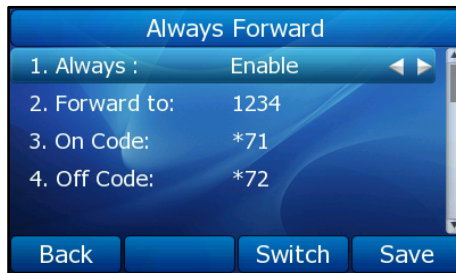 Always Forward
1. Always : Enable
2. Forward to: 1234
3. On Code: *71
4. Off Code: *72
Back Switch Save